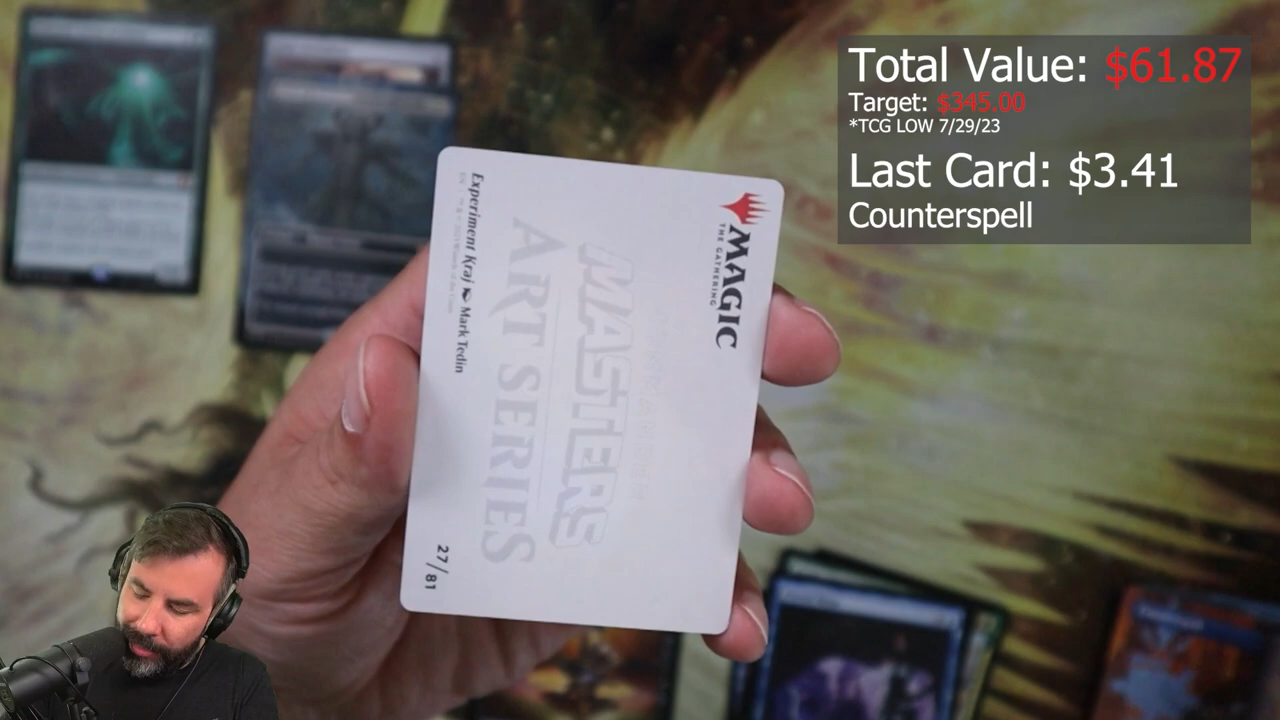 Total Value: $61.87
Target: $345.00
*TCG LOW 7/29/23
Last Card: $3.41
Counterspell
MAGIC
THE GATHERING
MASTERS
ART SERIES
Experiment Kraj Mark Tedin
27/81